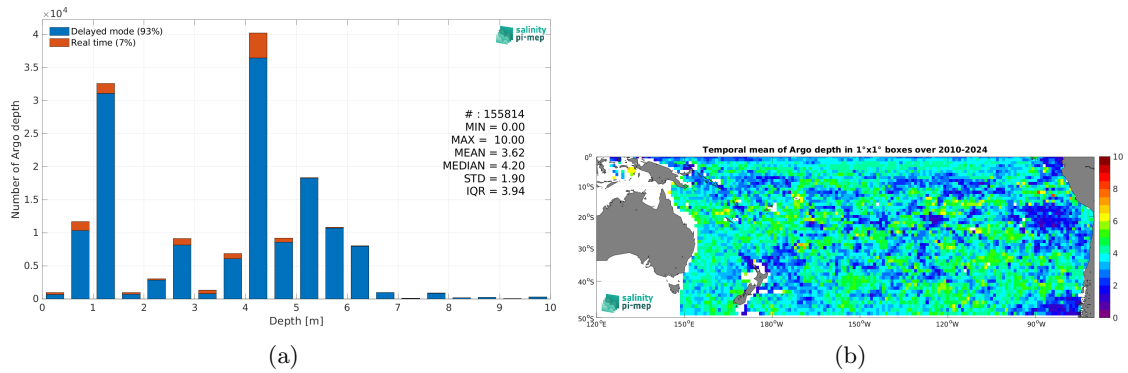 ×10⁴
Delayed mode (93%)
Real time (7%)
salinity
pi-mep
Number of Argo depth
4
3.5
3
2.5
2
1.5
1
0.5
0
# : 155814
MIN = 0.00
MAX = 10.00
MEAN = 3.62
MEDIAN = 4.20
STD = 1.90
IQR = 3.94
0 1 2 3 4 5 6 7 8 9 10
Depth [m]
(a)
Temporal mean of Argo depth in 1°x1° boxes over 2010-2024
0°
10°S
20°S
30°S
40°S
50°S
120°E 150°E 180°W 150°W 120°W 90°W
salinity
pi-mep
10
8
6
4
2
0
(b)